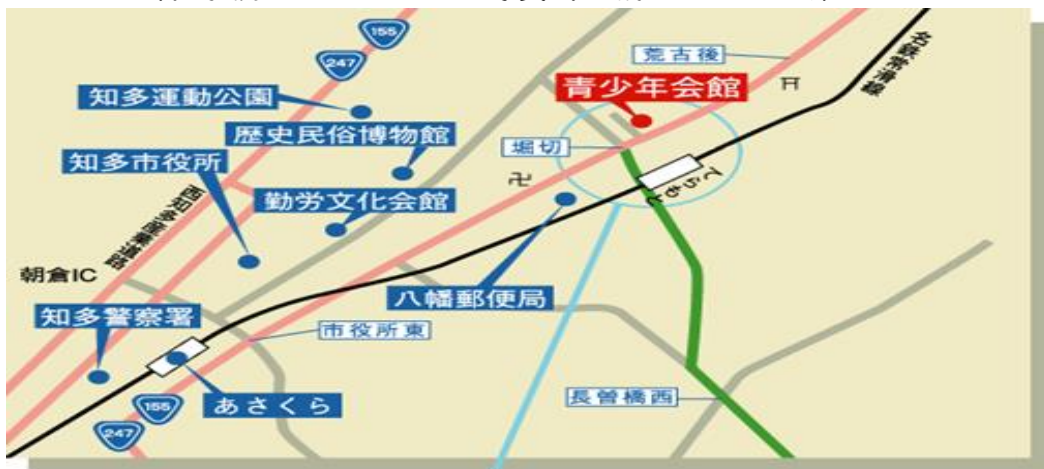 155
247
荒古後
名鉄常滑線
知多運動公園
青少年会館
歴史民俗博物館
堀切
知多市役所
てらもと
勤労文化会館
西知多産業道路
朝倉IC
八幡郵便局
知多警察署
市役所東
あさくら
長曽橋西
155
247